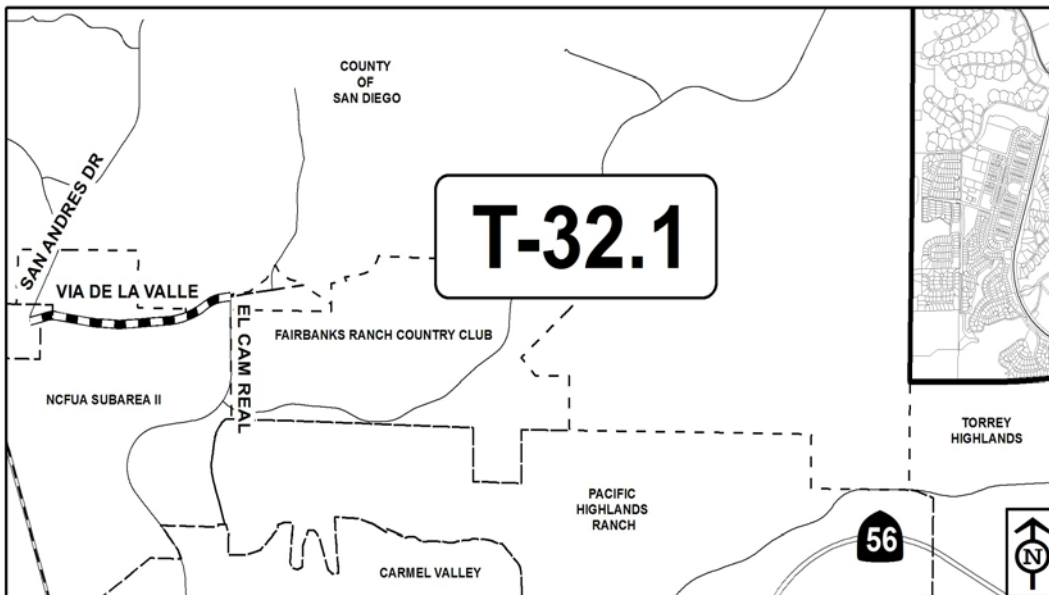 COUNTY
OF
SAN DIEGO
SAN ANDRES DR
T-32.1
VIA DE LA VALLE
EL CAM REAL
FAIRBANKS RANCH COUNTRY CLUB
NCFUA SUBAREA II
TORREY
HIGHLANDS
PACIFIC
HIGHLANDS
RANCH
56
N
CARMEL VALLEY